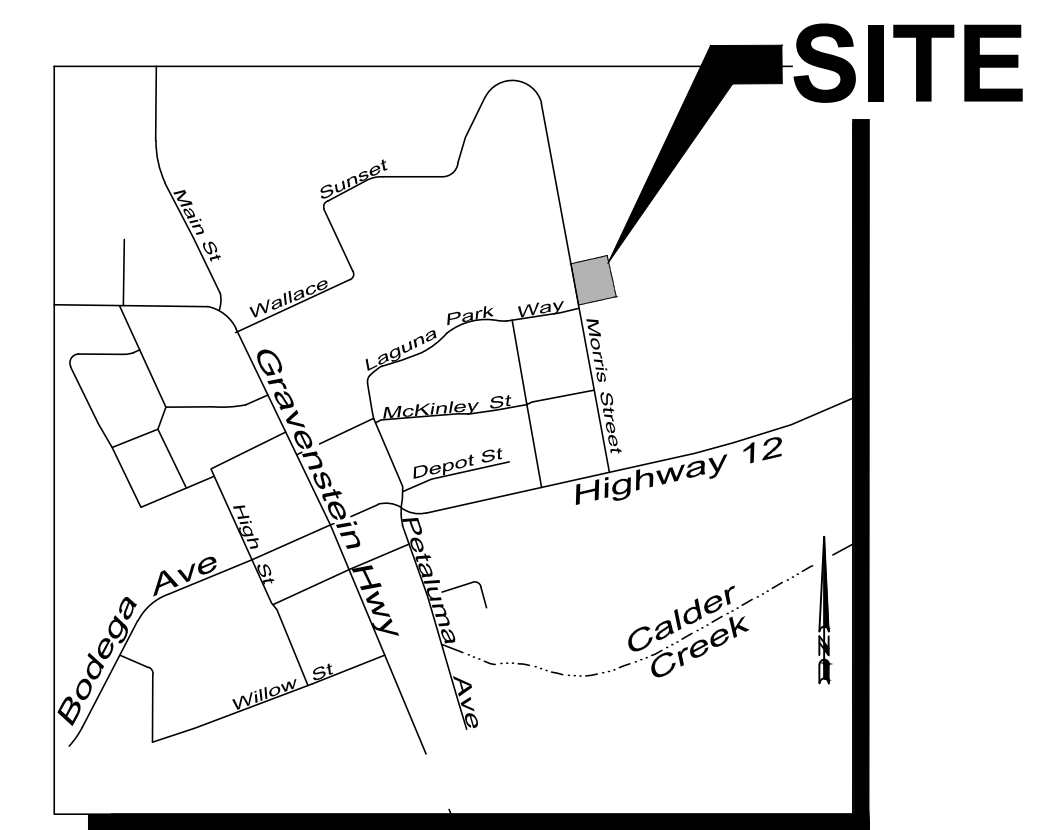 SITE
Main St
Sunset
Wallace
Laguna Park Way
Morris Street
Gravenstein Hwy
McKinley St
Depot St
Highway 12
High St
Bodega Ave
Petaluma Ave
Willow St
Calder
Creek
N